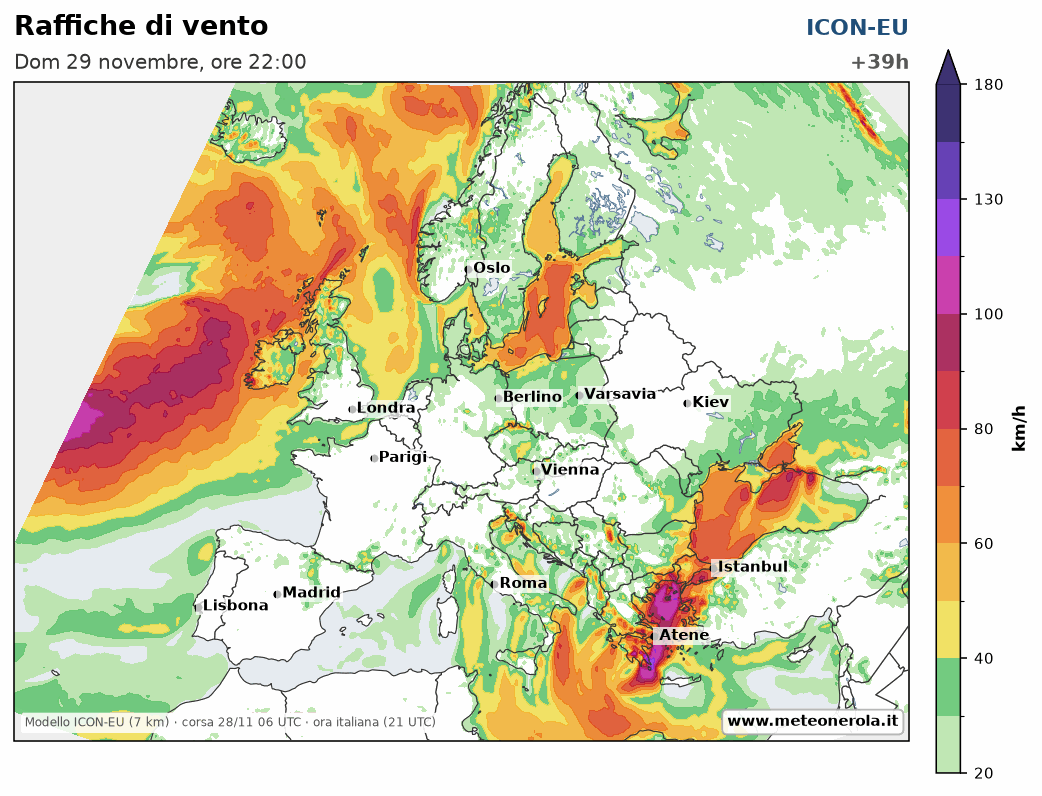 Raffiche di vento
ICON-EU
Dom 29 novembre, ore 22:00
+39h
180
130
100
80
60
40
20
km/h
Oslo
Berlino
Varsavia
Kiev
Londra
Parigi
Vienna
Istanbul
Roma
Madrid
Lisbona
Atene
Modello ICON-EU (7 km) · corsa 28/11 06 UTC · ora italiana (21 UTC)
www.meteonerola.it